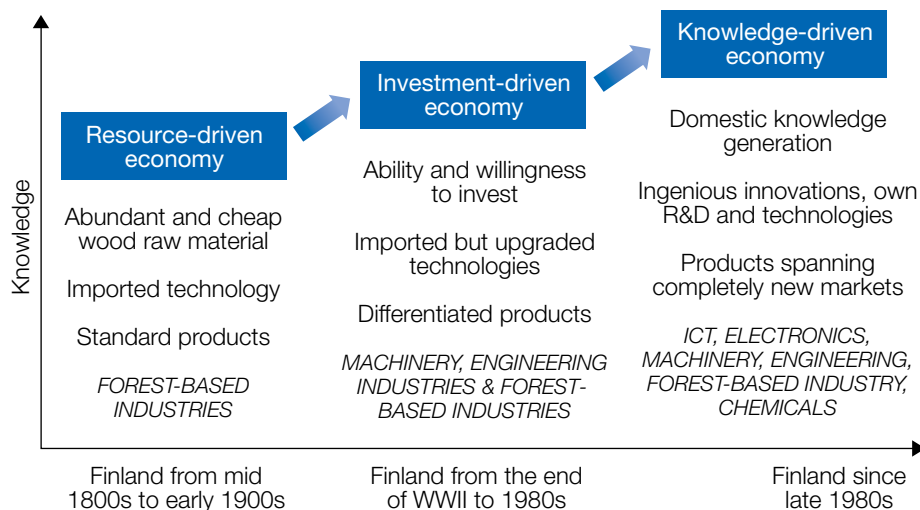 Knowledge
Resource-driven
economy
Abundant and cheap
wood raw material
Imported technology
Standard products
FOREST-BASED
INDUSTRIES
Finland from mid
1800s to early 1900s
Investment-driven
economy
Ability and willingness
to invest
Imported but upgraded
technologies
Differentiated products
MACHINERY, ENGINEERING
INDUSTRIES & FOREST-
BASED INDUSTRIES
Finland from the end
of WWII to 1980s
Knowledge-driven
economy
Domestic knowledge
generation
Ingenious innovations, own
R&D and technologies
Products spanning
completely new markets
ICT, ELECTRONICS,
MACHINERY, ENGINEERING,
FOREST-BASED INDUSTRY,
CHEMICALS
Finland since
late 1980s